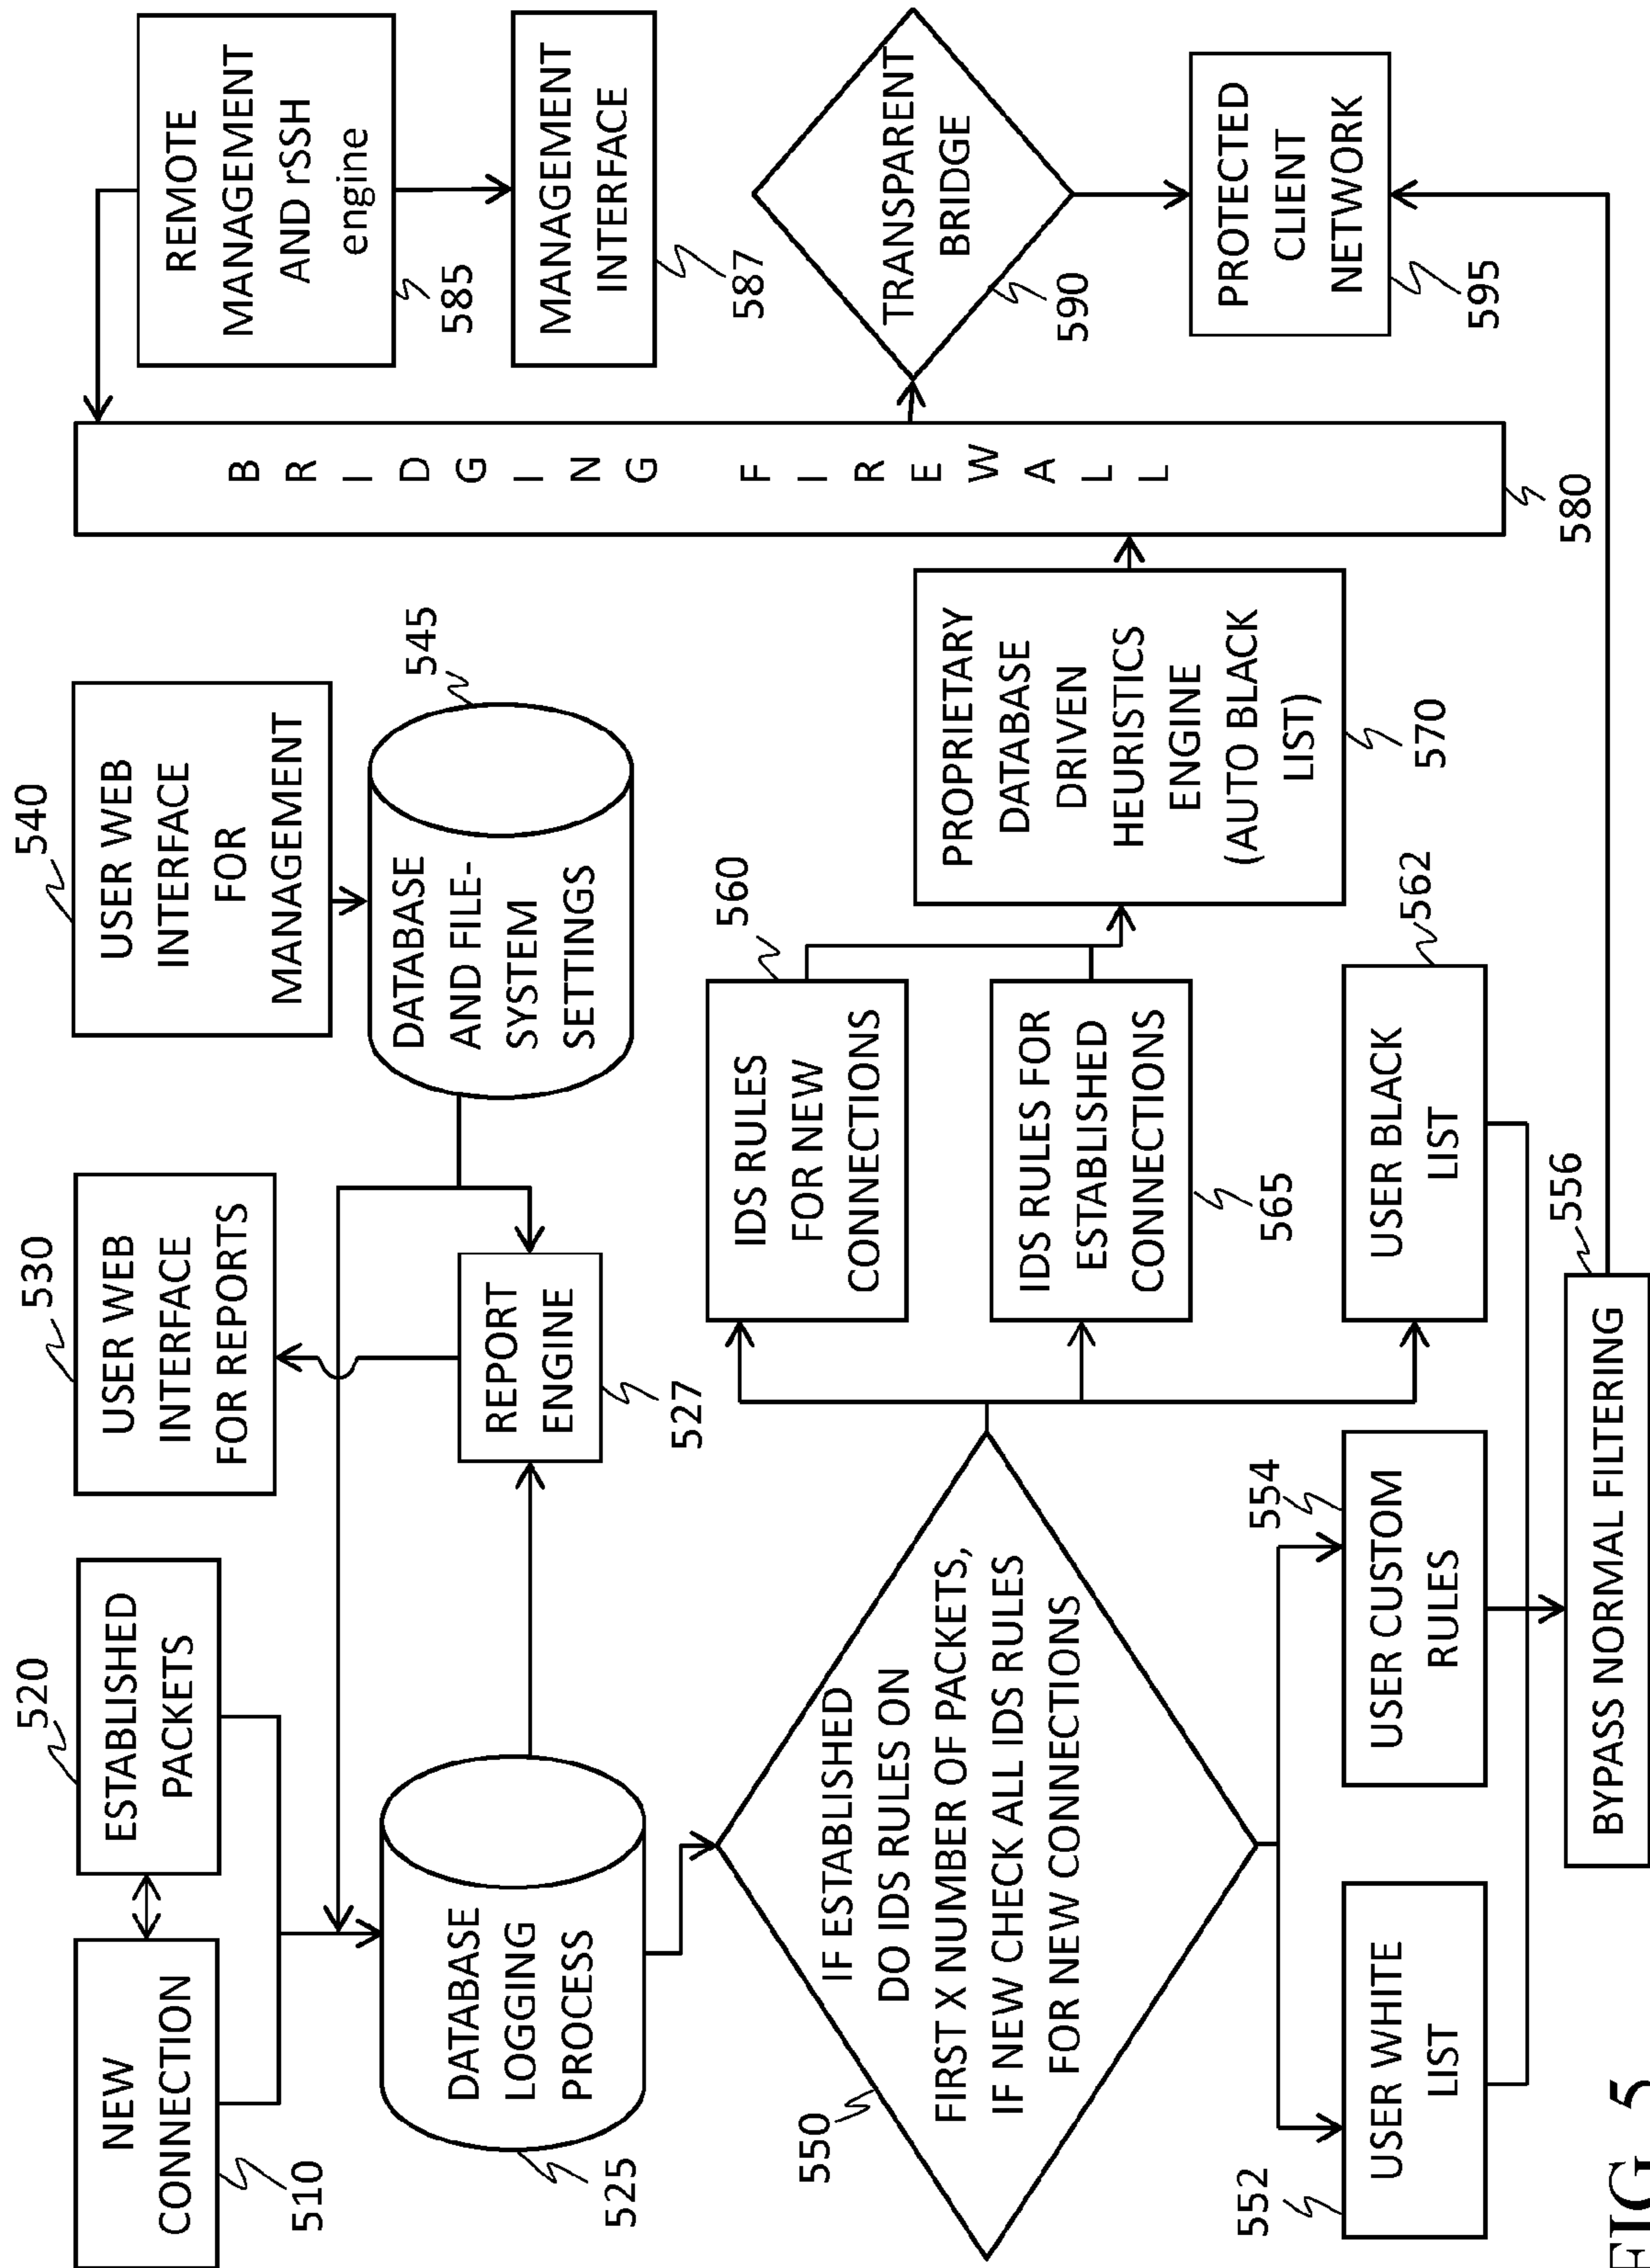 510
NEW
CONNECTION
520
ESTABLISHED
PACKETS
530
USER WEB
INTERFACE
FOR REPORTS
540
USER WEB
INTERFACE
FOR
MANAGEMENT
REMOTE
MANAGEMENT
AND rSSH
engine
585
MANAGEMENT
INTERFACE
587
DATABASE
LOGGING
PROCESS
525
REPORT
ENGINE
527
DATABASE
AND FILE-
SYSTEM
SETTINGS
545
BRIDGING FIREWALL
580
TRANSPARENT
BRIDGE
590
PROTECTED
CLIENT
NETWORK
595
IF ESTABLISHED
DO IDS RULES ON
FIRST X NUMBER OF PACKETS,
IF NEW CHECK ALL IDS RULES
FOR NEW CONNECTIONS
550
IDS RULES
FOR NEW
CONNECTIONS
560
IDS RULES FOR
ESTABLISHED
CONNECTIONS
565
PROPRIETARY
DATABASE
DRIVEN
HEURISTICS
ENGINE
(AUTO BLACK
LIST)
570
552
USER WHITE
LIST
554
USER CUSTOM
RULES
562
USER BLACK
LIST
556
BYPASS NORMAL FILTERING
FIG. 5